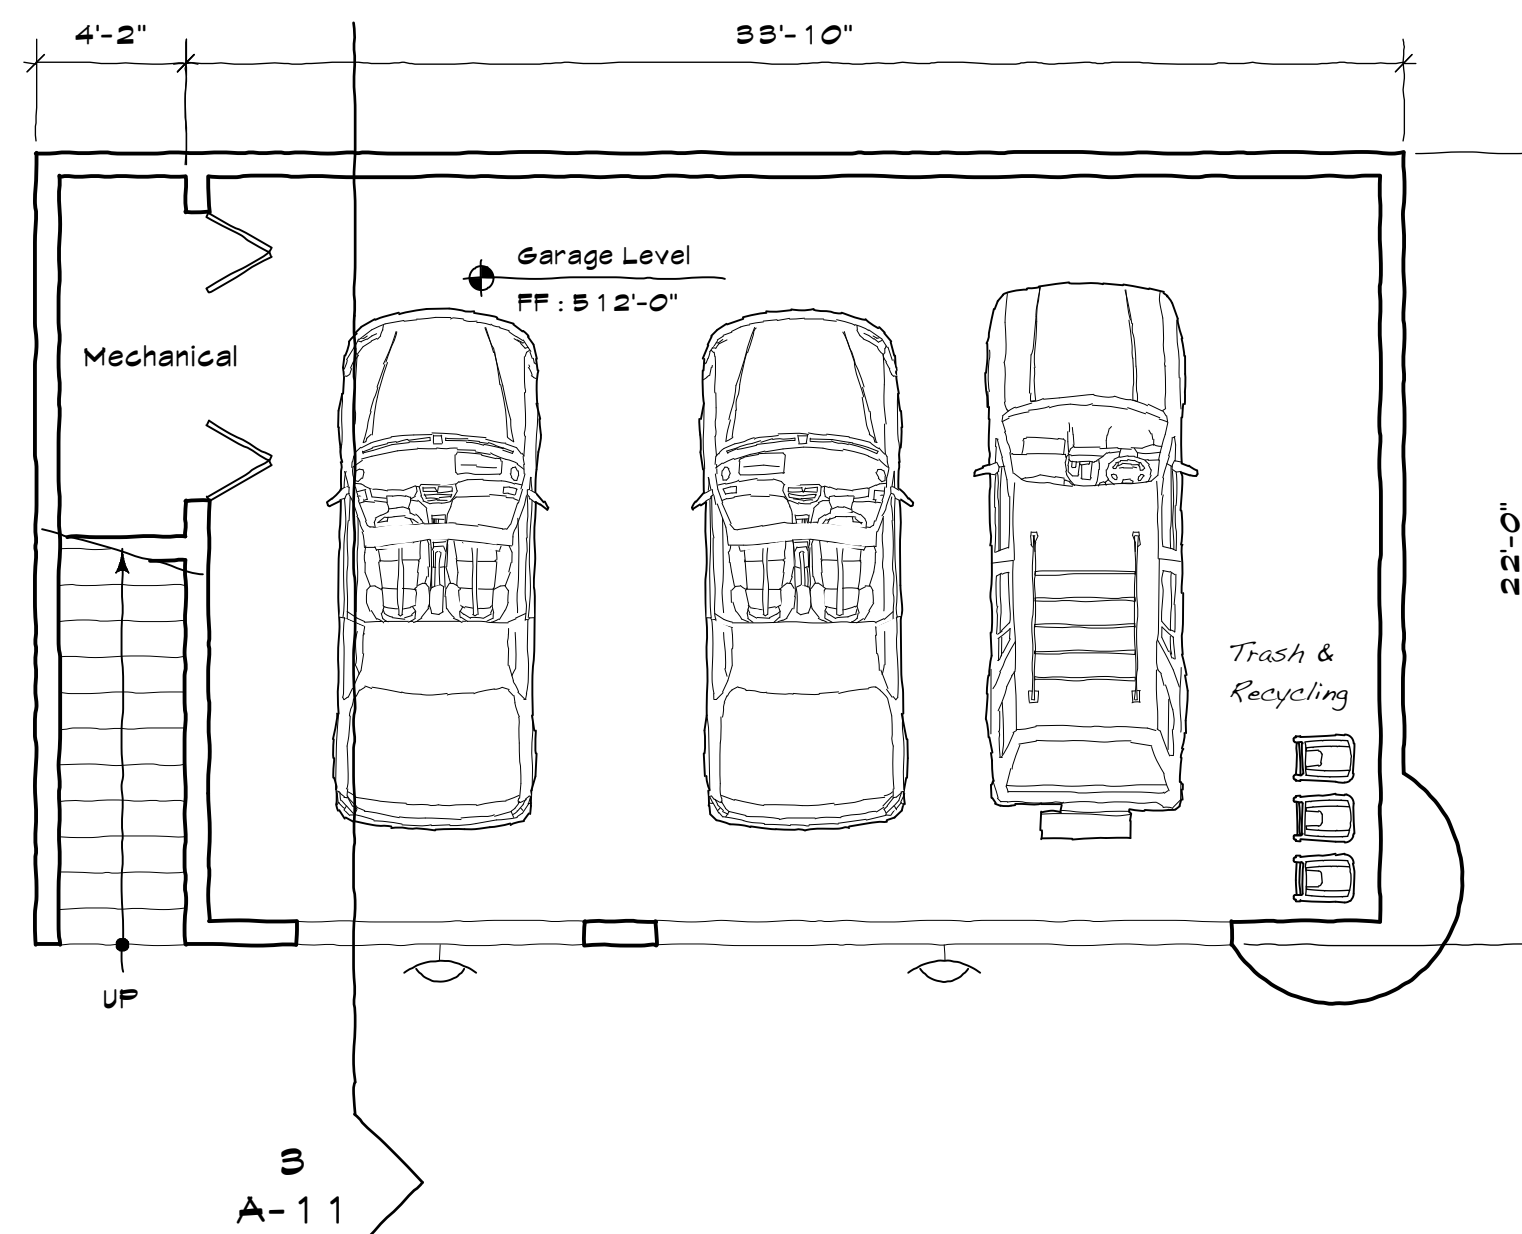 4'-2"
33'-10"
Garage Level
FF : 512'-0"
Mechanical
22'-0"
Trash &
Recycling
UP
3
A-11